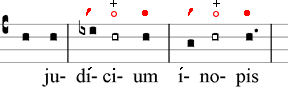 ju- dí- ci- um í- no- pis